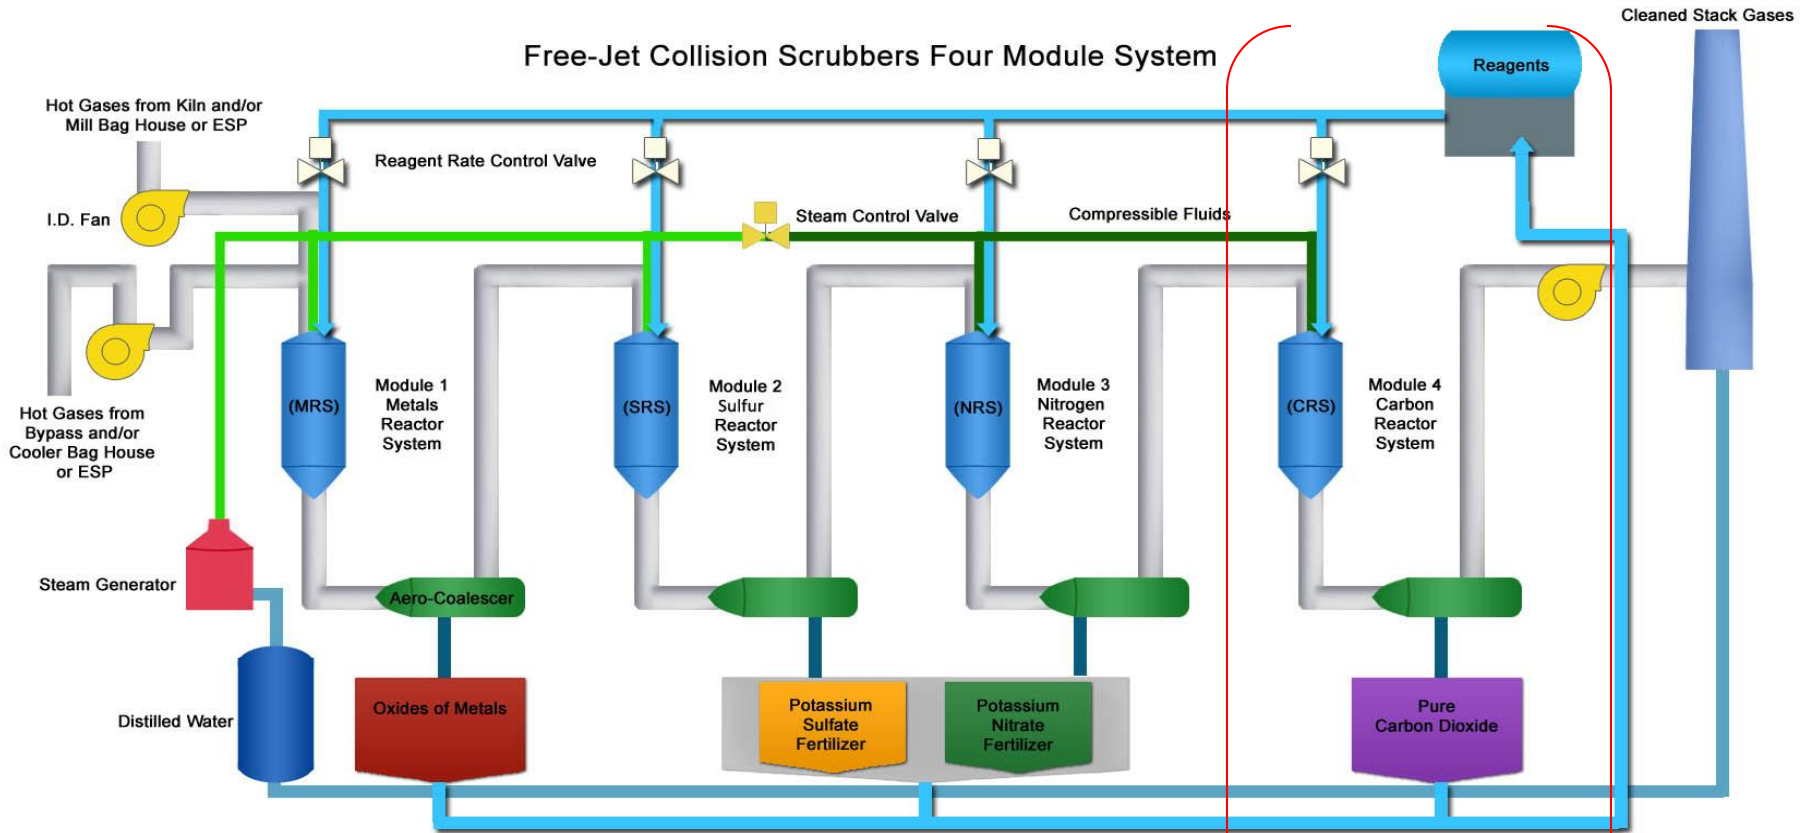 Cleaned Stack Gases
Free-Jet Collision Scrubbers Four Module System
Reagents
Hot Gases from Kiln and/or
Mill Bag House or ESP
Reagent Rate Control Valve
I.D. Fan
Steam Control Valve
Compressible Fluids
(MRS)
Module 1
Metals
Reactor
System
(SRS)
Module 2
Sulfur
Reactor
System
(NRS)
Module 3
Nitrogen
Reactor
System
(CRS)
Module 4
Carbon
Reactor
System
Hot Gases from
Bypass and/or
Cooler Bag House
or ESP
Steam Generator
Aero-Coalescer
Distilled Water
Oxides of Metals
Potassium
Sulfate
Fertilizer
Potassium
Nitrate
Fertilizer
Pure
Carbon Dioxide